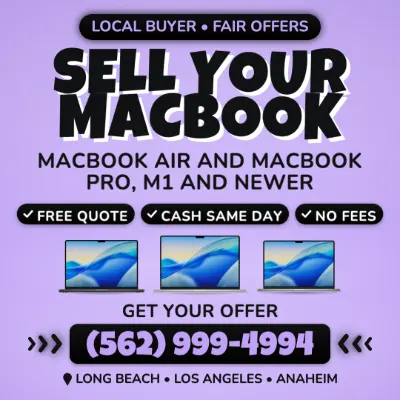 LOCAL BUYER • FAIR OFFERS
SELL YOUR
MACBOOK
MACBOOK AIR AND MACBOOK
PRO, M1 AND NEWER
✓ FREE QUOTE ✓ CASH SAME DAY ✓ NO FEES
GET YOUR OFFER
(562) 999-4994
LONG BEACH • LOS ANGELES • ANAHEIM